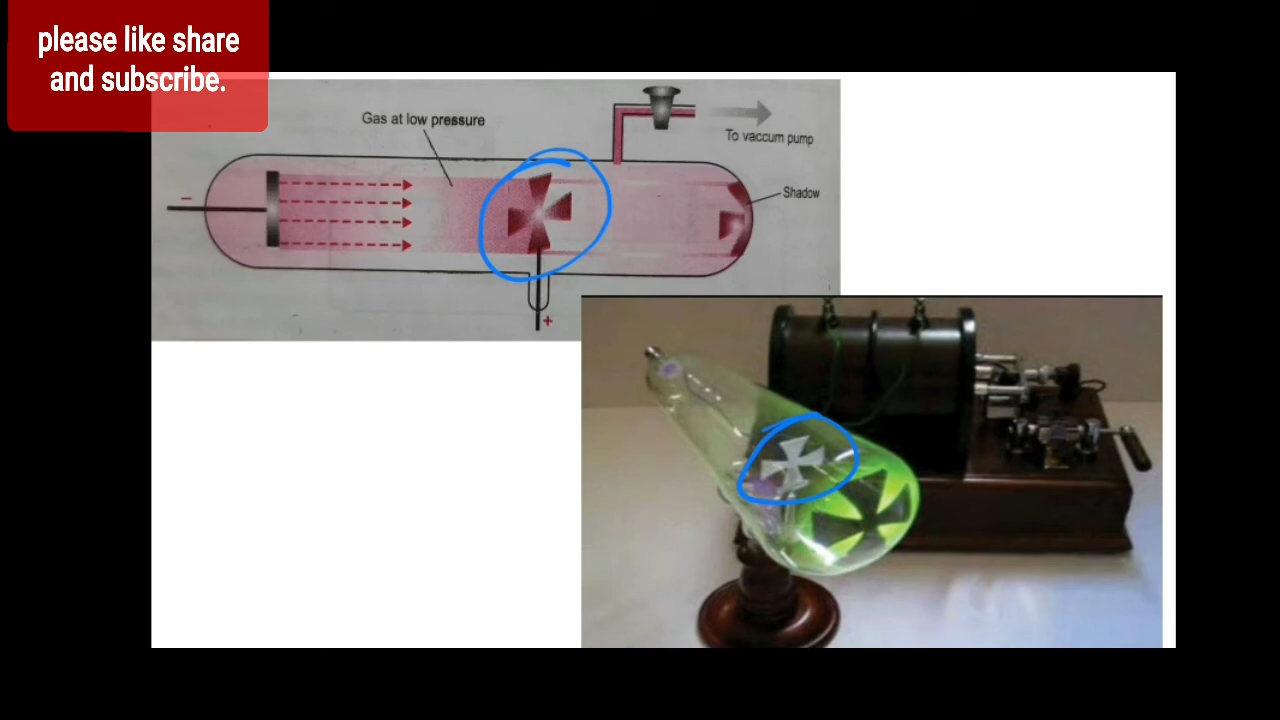 please like share
and subscribe.
Gas at low pressure
To vaccum pump
Shadow
−
+